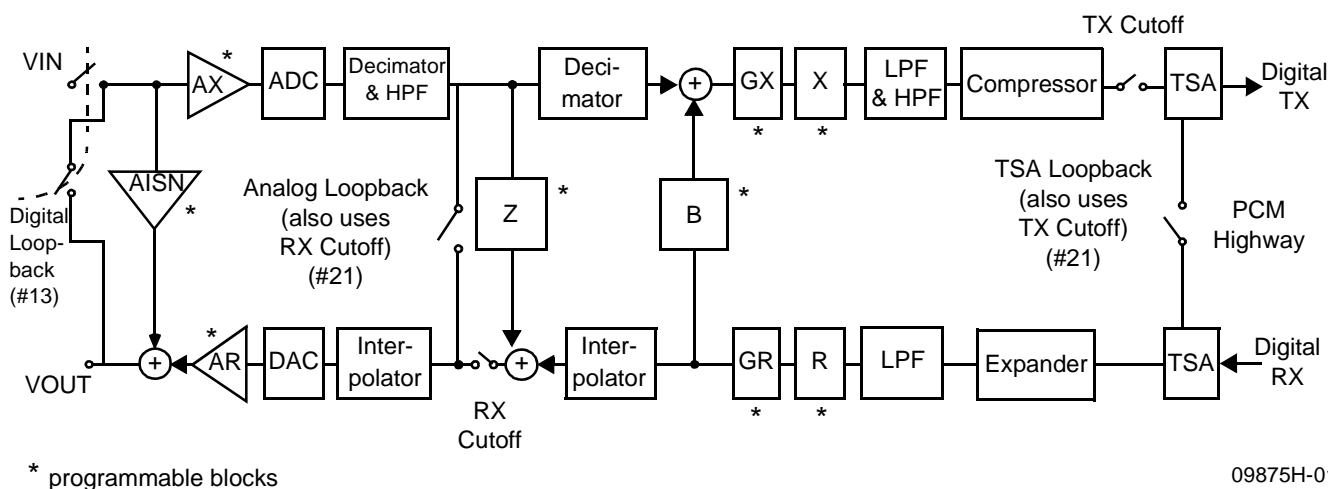 TX Cutoff
VIN
*
AX
ADC
Decimator
& HPF
Deci-
mator
+
GX
*
X
*
LPF
& HPF
Compressor
TSA
Digital
TX
AISN
*
Digital
Loop-
back
(#13)
Analog Loopback
(also uses
RX Cutoff)
(#21)
Z
*
B
*
TSA Loopback
(also uses
TX Cutoff)
(#21)
PCM
Highway
VOUT
+
*
AR
DAC
Inter-
polator
RX
Cutoff
+
Inter-
polator
GR
*
R
*
LPF
Expander
TSA
Digital
RX
* programmable blocks
09875H-01